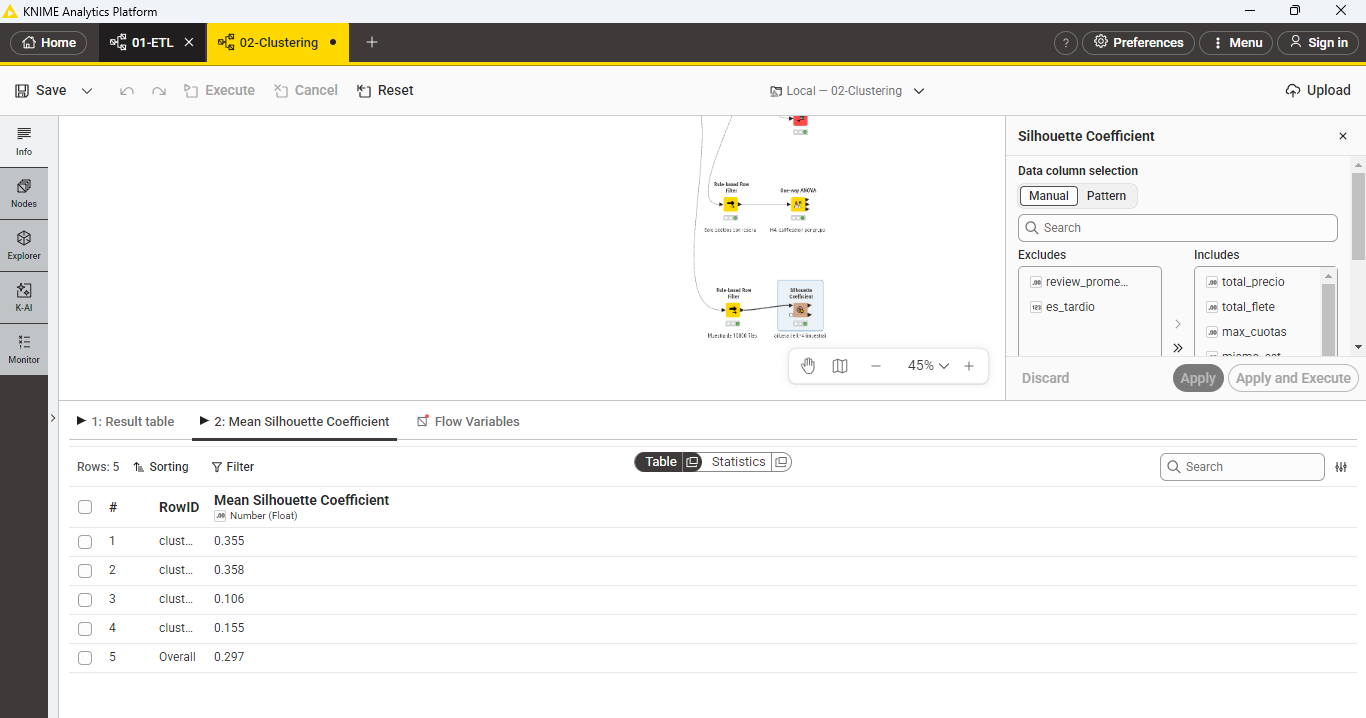 KNIME Analytics Platform
Home
01-ETL
02-Clustering
? Preferences Menu Sign in
Save Execute Cancel Reset
Local — 02-Clustering
Upload
Info
Nodes
Explorer
K-AI
Monitor
Rule-based Row
Filter
One-way ANOVA
Rule-based Row
Filter
Silhouette
Coefficient
45%
Silhouette Coefficient
Data column selection
Manual Pattern
Search
Excludes Includes
review_prome... total_precio
es_tardio total_flete
max_cuotas
Discard Apply Apply and Execute
1: Result table 2: Mean Silhouette Coefficient Flow Variables
Rows: 5 Sorting Filter Table Statistics Search
# RowID Mean Silhouette Coefficient
Number (Float)
1 clust... 0.355
2 clust... 0.358
3 clust... 0.106
4 clust... 0.155
5 Overall 0.297